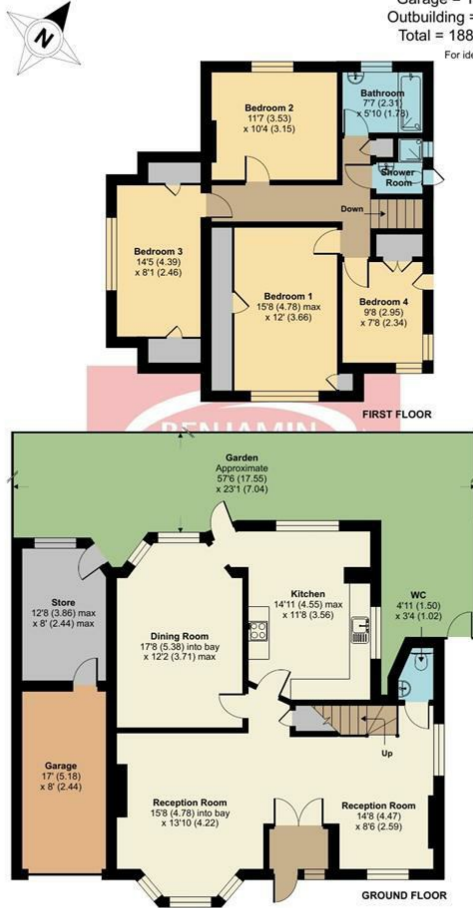 Garage = 1
Outbuilding =
Total = 188
For ide
N
Bedroom 2
11'7 (3.53)
x 10'4 (3.15)
Bathroom
7'7 (2.31)
x 5'10 (1.78)
Shower
Room
Down
Bedroom 3
14'5 (4.39)
x 8'1 (2.46)
Bedroom 1
15'8 (4.78) max
x 12' (3.66)
Bedroom 4
9'8 (2.95)
x 7'8 (2.34)
FIRST FLOOR
BENJAMIN
Garden
Approximate
57'6 (17.55)
x 23'1 (7.04)
Store
12'8 (3.86) max
x 8' (2.44) max
Kitchen
14'11 (4.55) max
x 11'8 (3.56)
WC
4'11 (1.50)
x 3'4 (1.02)
Dining Room
17'8 (5.38) into bay
x 12'2 (3.71) max
Up
Garage
17' (5.18)
x 8' (2.44)
Reception Room
15'8 (4.78) into bay
x 13'10 (4.22)
Reception Room
14'8 (4.47)
x 8'6 (2.59)
GROUND FLOOR